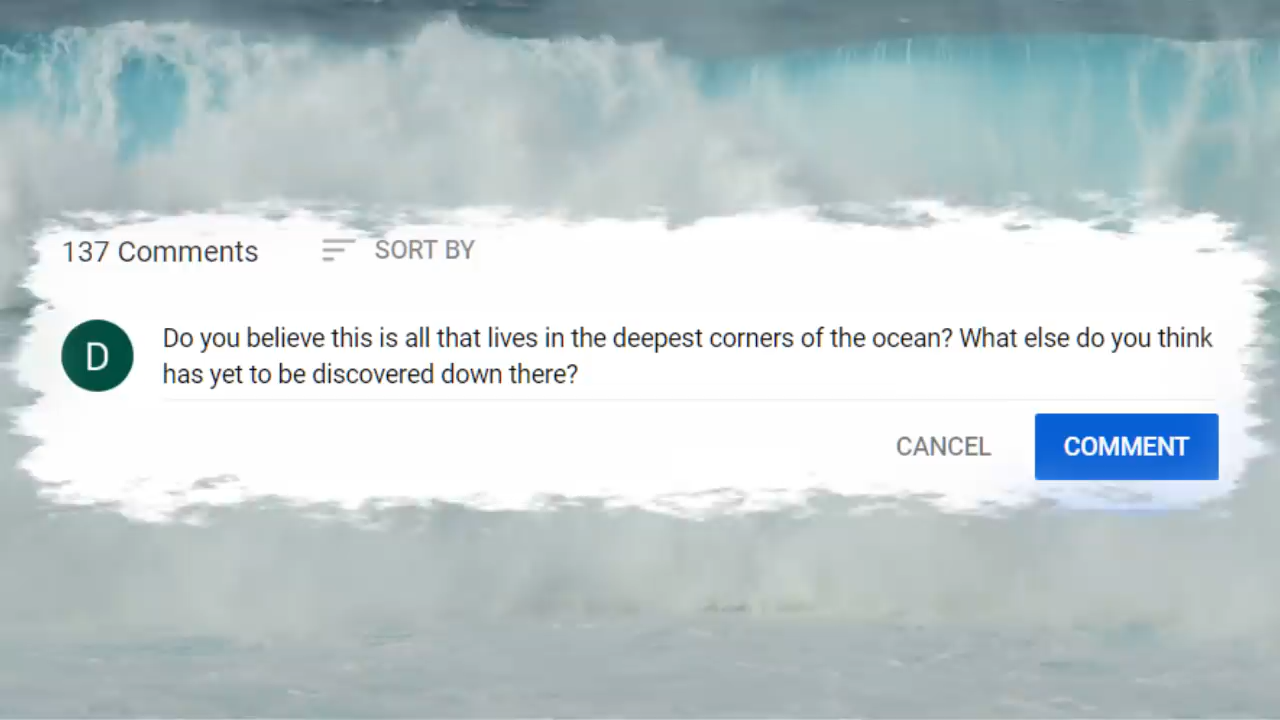 137 Comments
SORT BY
D
Do you believe this is all that lives in the deepest corners of the ocean? What else do you think
has yet to be discovered down there?
CANCEL
COMMENT